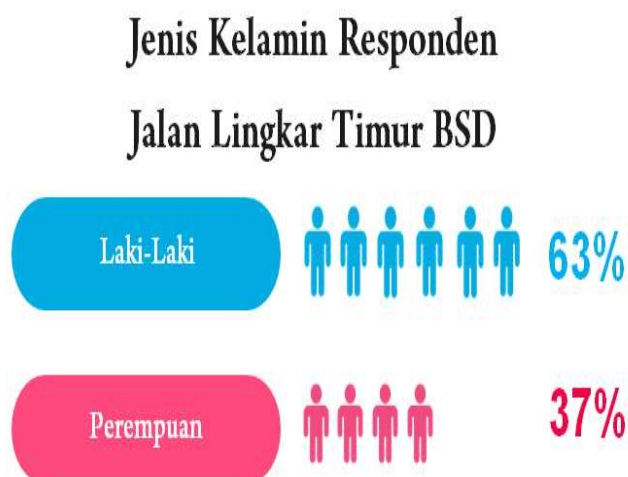 Jenis Kelamin Responden
Jalan Lingkar Timur BSD
Laki-Laki
63%
Perempuan
37%